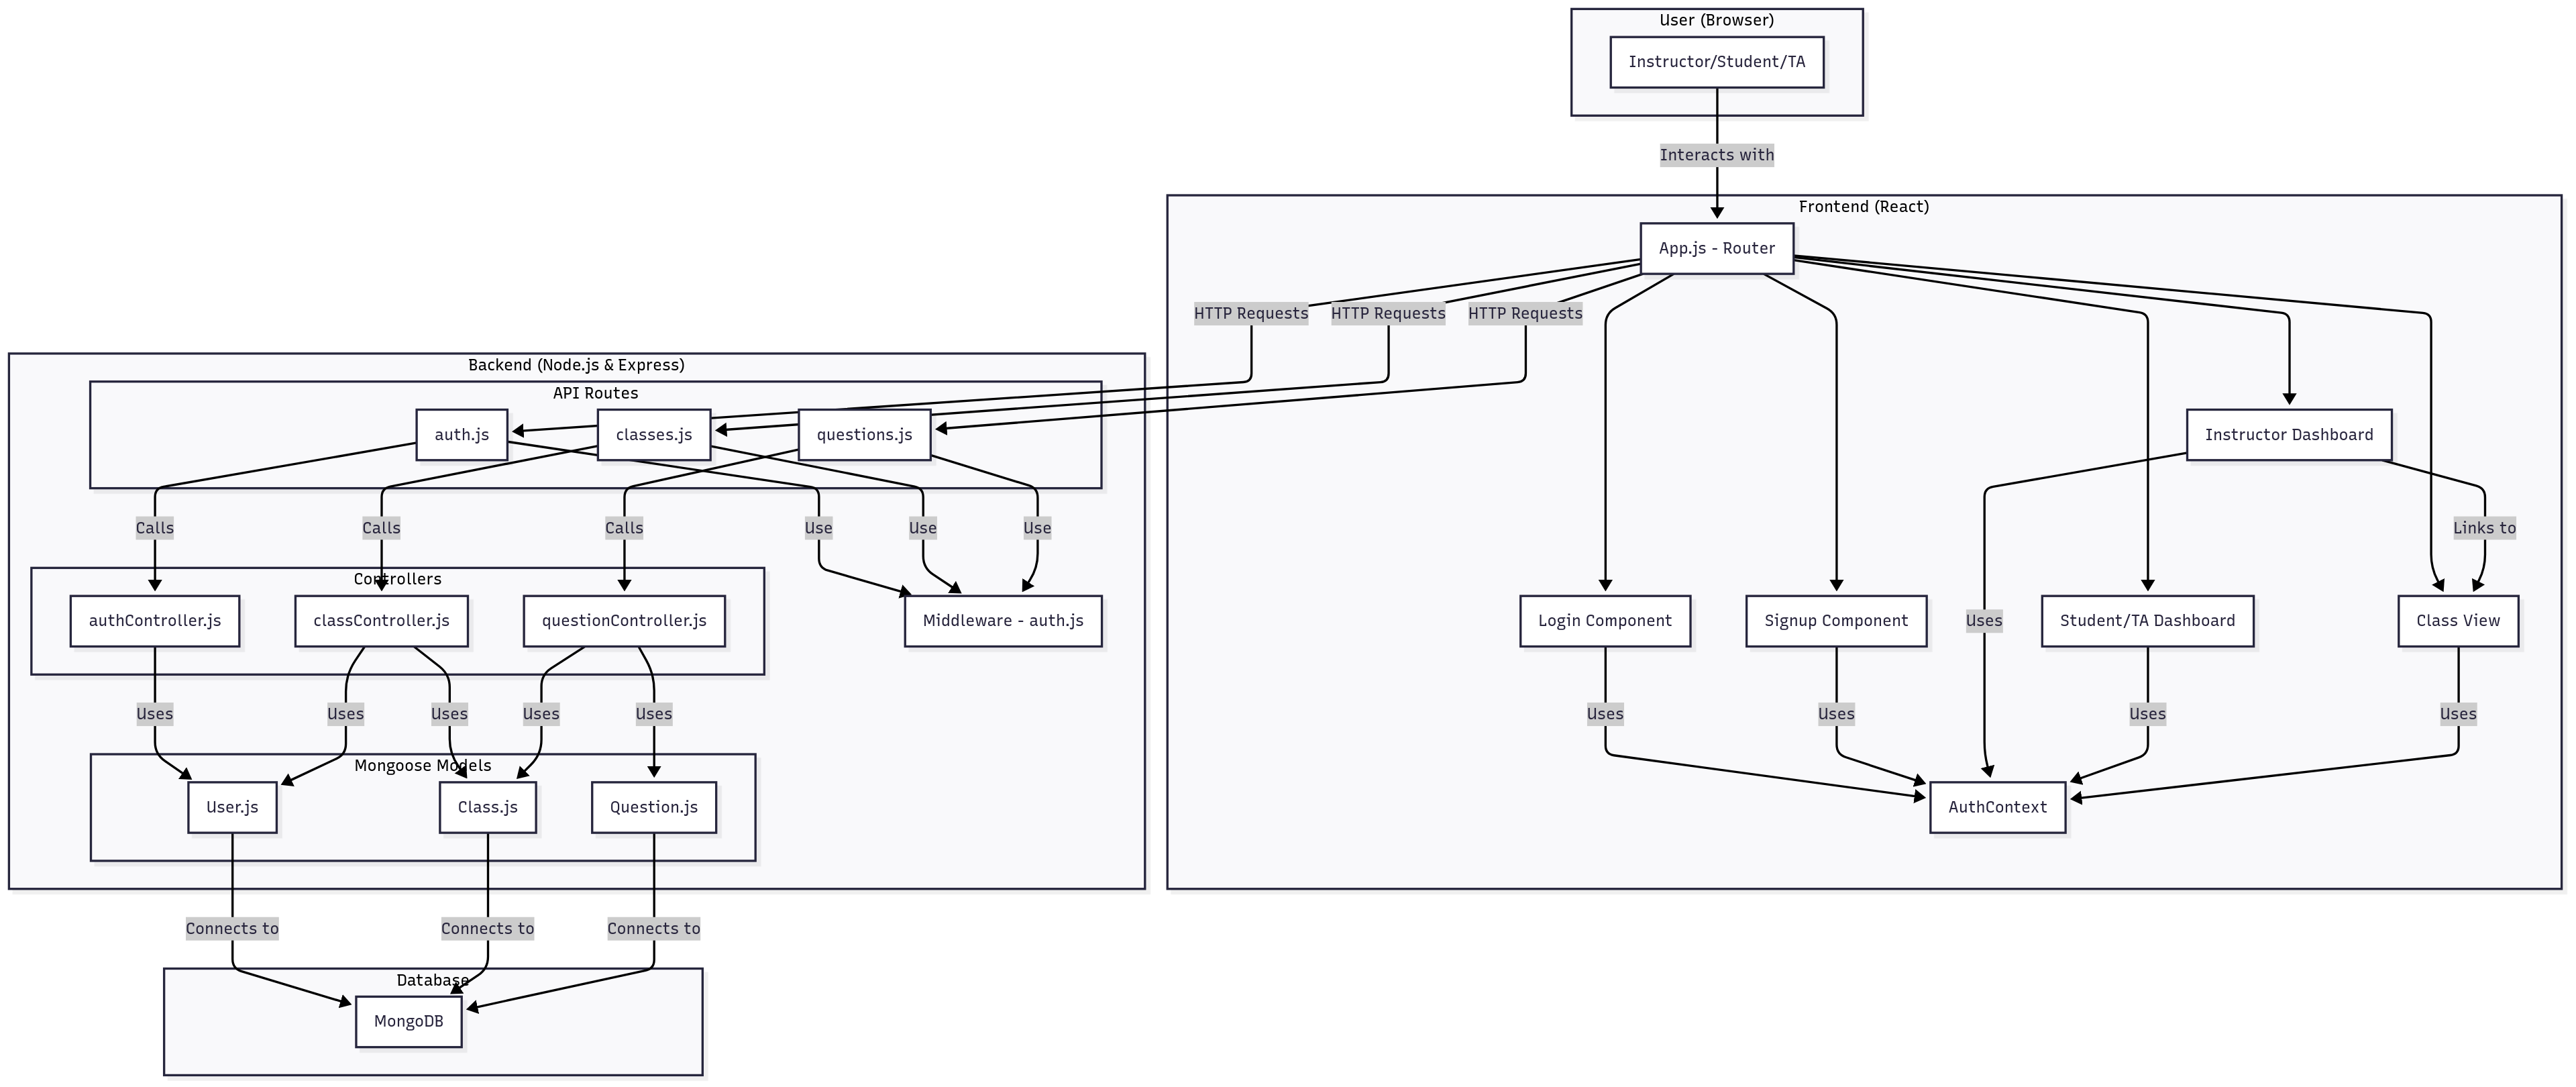 User (Browser)
Instructor/Student/TA
Interacts with
Frontend (React)
App.js - Router
HTTP Requests
HTTP Requests
HTTP Requests
Backend (Node.js & Express)
API Routes
auth.js
classes.js
questions.js
Instructor Dashboard
Calls
Calls
Calls
Use
Use
Use
Links to
Controllers
authController.js
classController.js
questionController.js
Middleware - auth.js
Login Component
Signup Component
Uses
Student/TA Dashboard
Class View
Uses
Uses
Uses
Uses
Uses
Uses
Uses
Uses
Uses
Mongoose Models
User.js
Class.js
Question.js
AuthContext
Connects to
Connects to
Connects to
Database
MongoDB